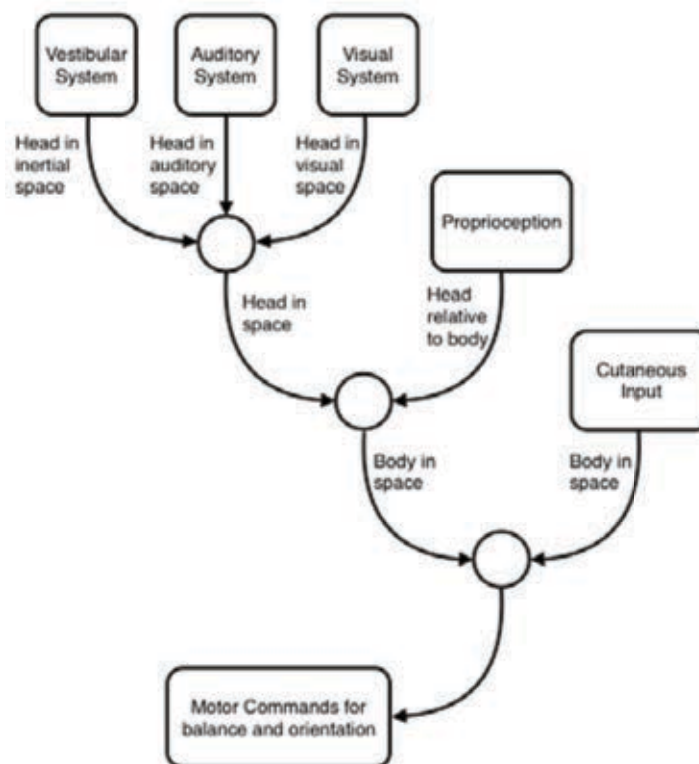 Vestibular
System
Auditory
System
Visual
System
Head in
inertial
space
Head in
auditory
space
Head in
visual
space
Proprioception
Head in
space
Head
relative
to body
Cutaneous
Input
Body in
space
Body in
space
Motor Commands for
balance and orientation